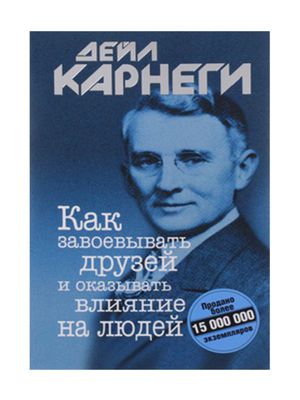 ДЕЙЛ
КАРНЕГИ
Как
завоевывать
друзей
и оказывать
влияние
на людей
Продано
более
15 000 000
экземпляров